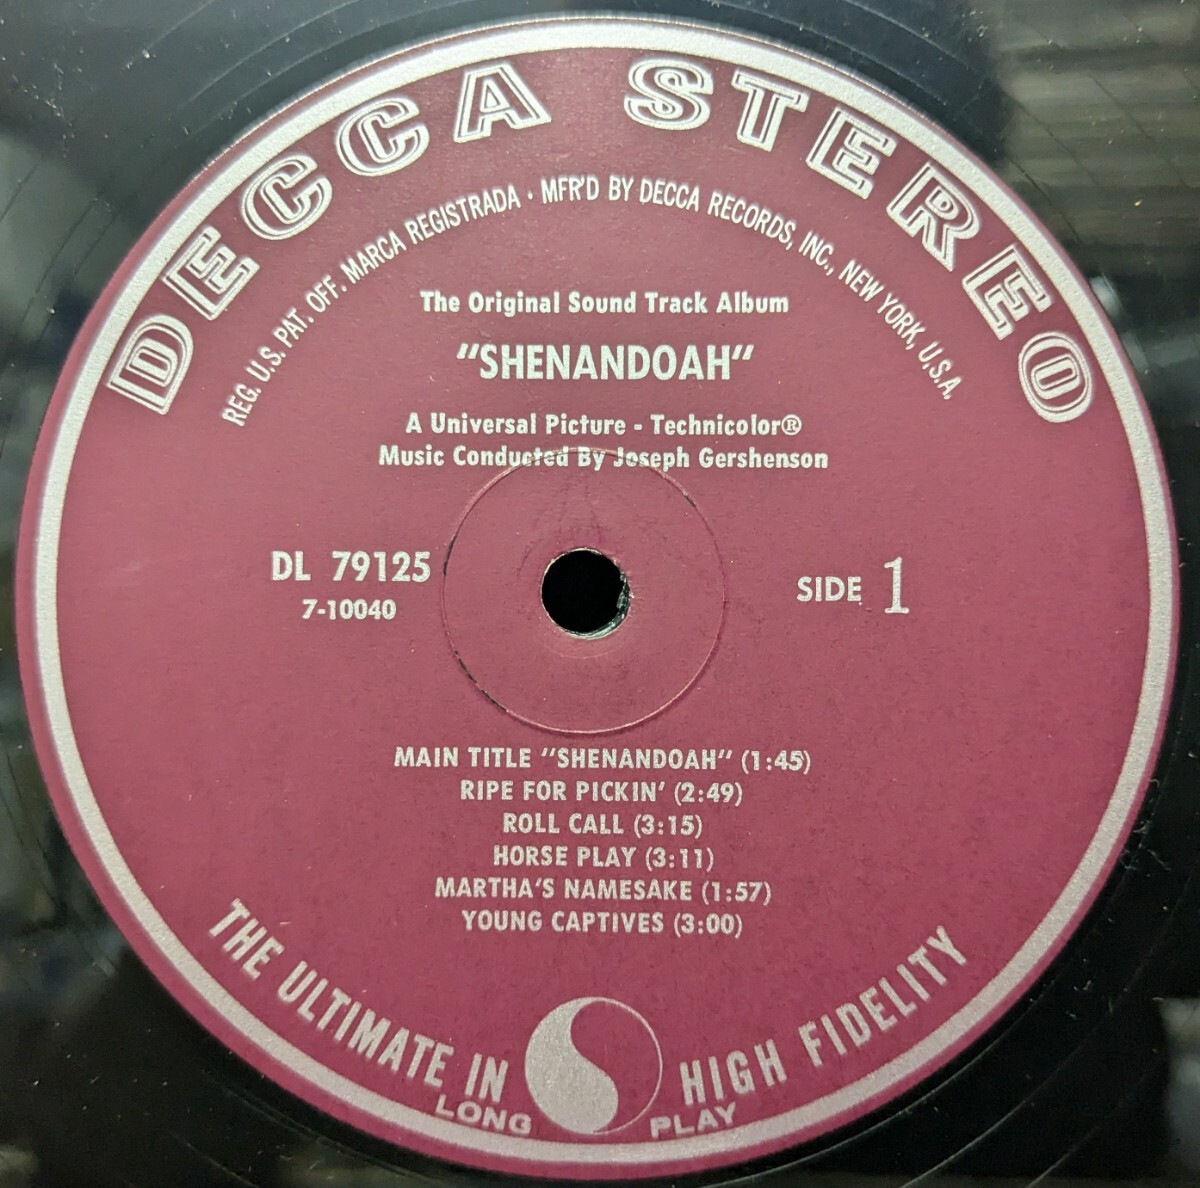 DECCA STEREO
REG. U.S. PAT. OFF. MARCA REGISTRADA · MFR'D BY DECCA RECORDS, INC., NEW YORK, U.S.A.
The Original Sound Track Album
"SHENANDOAH"
A Universal Picture - Technicolor®
Music Conducted By Joseph Gershenson
DL 79125
7-10040
SIDE 1
MAIN TITLE "SHENANDOAH" (1:45)
RIPE FOR PICKIN' (2:49)
ROLL CALL (3:15)
HORSE PLAY (3:11)
MARTHA'S NAMESAKE (1:57)
YOUNG CAPTIVES (3:00)
THE ULTIMATE IN HIGH FIDELITY
LONG PLAY